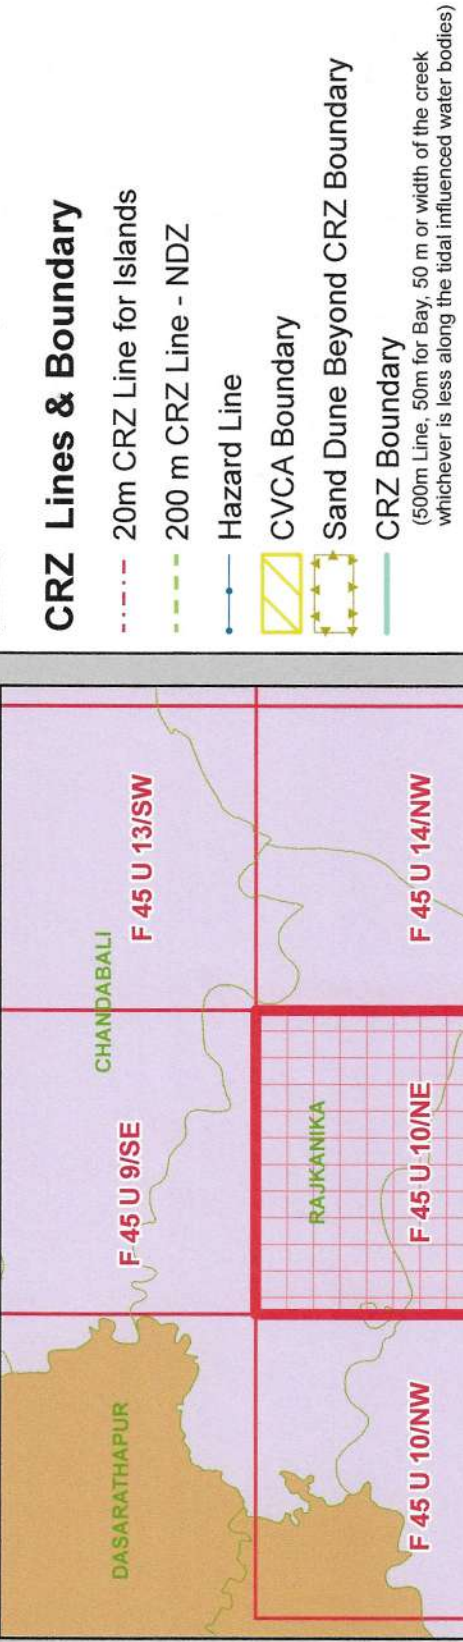 CRZ Lines & Boundary
20m CRZ Line for Islands
200 m CRZ Line - NDZ
Hazard Line
CVCA Boundary
Sand Dune Beyond CRZ Boundary
CRZ Boundary
(500m Line, 50m for Bay, 50 m or width of the creek
whichever is less along the tidal influenced water bodies)
DASARATHAPUR
CHANDABALI
F 45 U 9/SE
F 45 U 13/SW
RAJKANIKA
F 45 U 10/NW
F 45 U 10/NE
F 45 U 14/NW